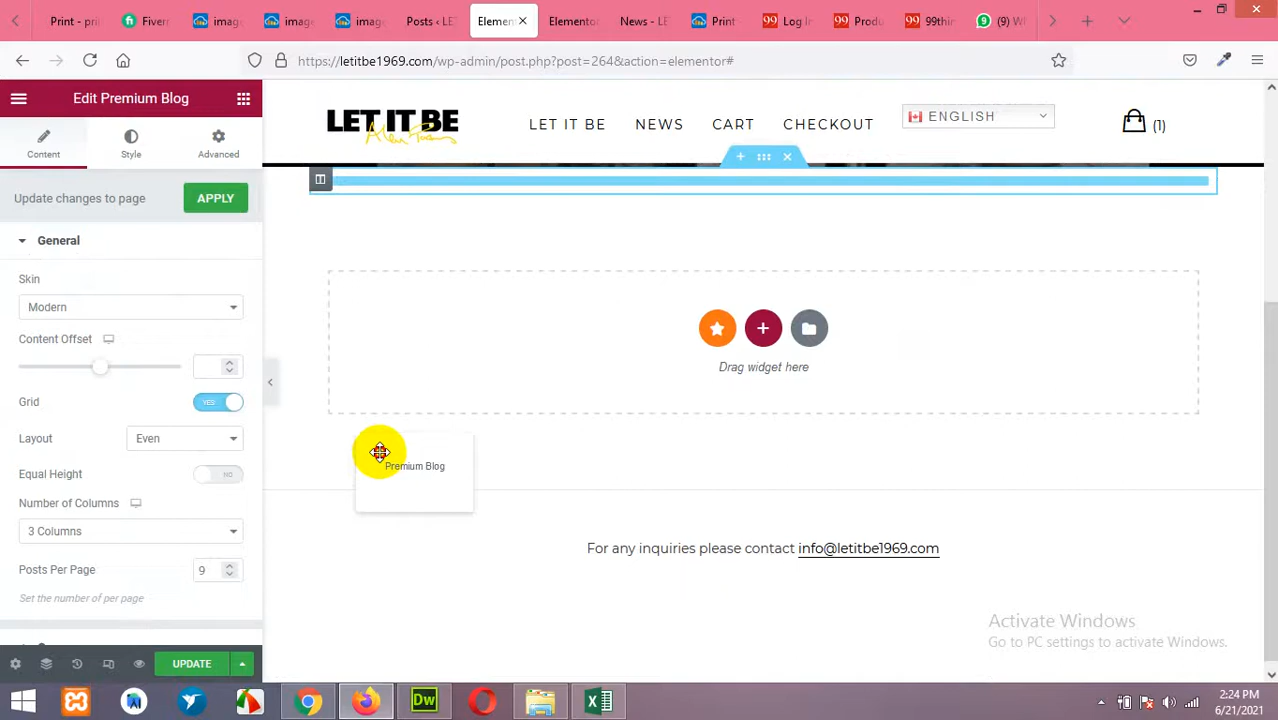 Print - pri
Fiverr
image
image
image
Posts ‹ LE
Elemen
Elementor
News - LE
Print -
Log In
Produ
99thin
(9) W
https://letitbe1969.com/wp-admin/post.php?post=264&action=elementor#
Edit Premium Blog
Content
Style
Advanced
Update changes to page
APPLY
General
Skin
Modern
Content Offset
Grid
YES
Layout
Even
Equal Height
NO
Number of Columns
3 Columns
Posts Per Page
9
Set the number of per page
UPDATE
LET IT BE
LET IT BE
NEWS
CART
CHECKOUT
ENGLISH
(1)
Drag widget here
Premium Blog
For any inquiries please contact info@letitbe1969.com
Activate Windows
Go to PC settings to activate Windows.
Dw
2:24 PM
6/21/2021